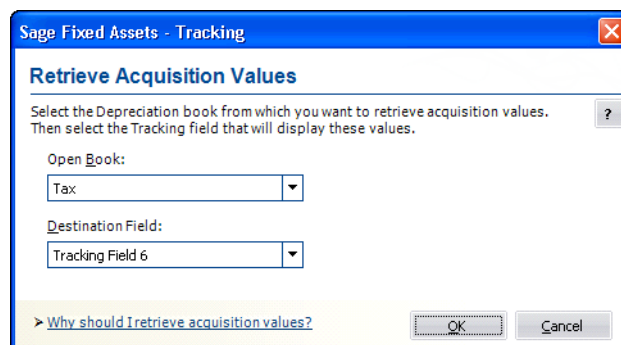 Sage Fixed Assets - Tracking
Retrieve Acquisition Values
Select the Depreciation book from which you want to retrieve acquisition values.
Then select the Tracking field that will display these values.
?
Open Book:
Tax
Destination Field:
Tracking Field 6
Why should I retrieve acquisition values?
OK
Cancel